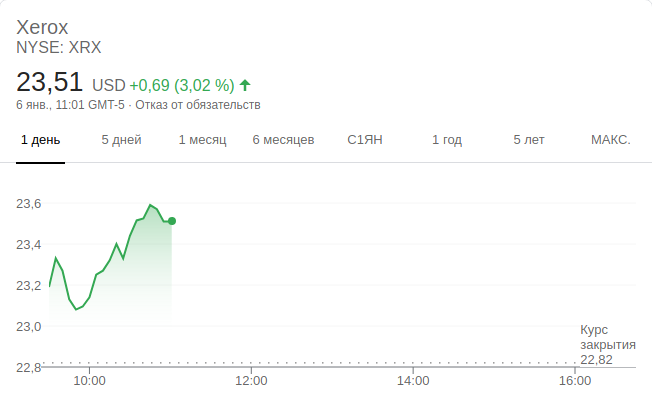 Xerox
NYSE: XRX
23,51 USD +0,69 (3,02 %)
6 янв., 11:01 GMT-5 · Отказ от обязательств
1 день 5 дней 1 месяц 6 месяцев С1ЯН 1 год 5 лет МАКС.
23,6
23,4
23,2
23,0
Курс
закрытия
22,82
22,8
10:00 12:00 14:00 16:00